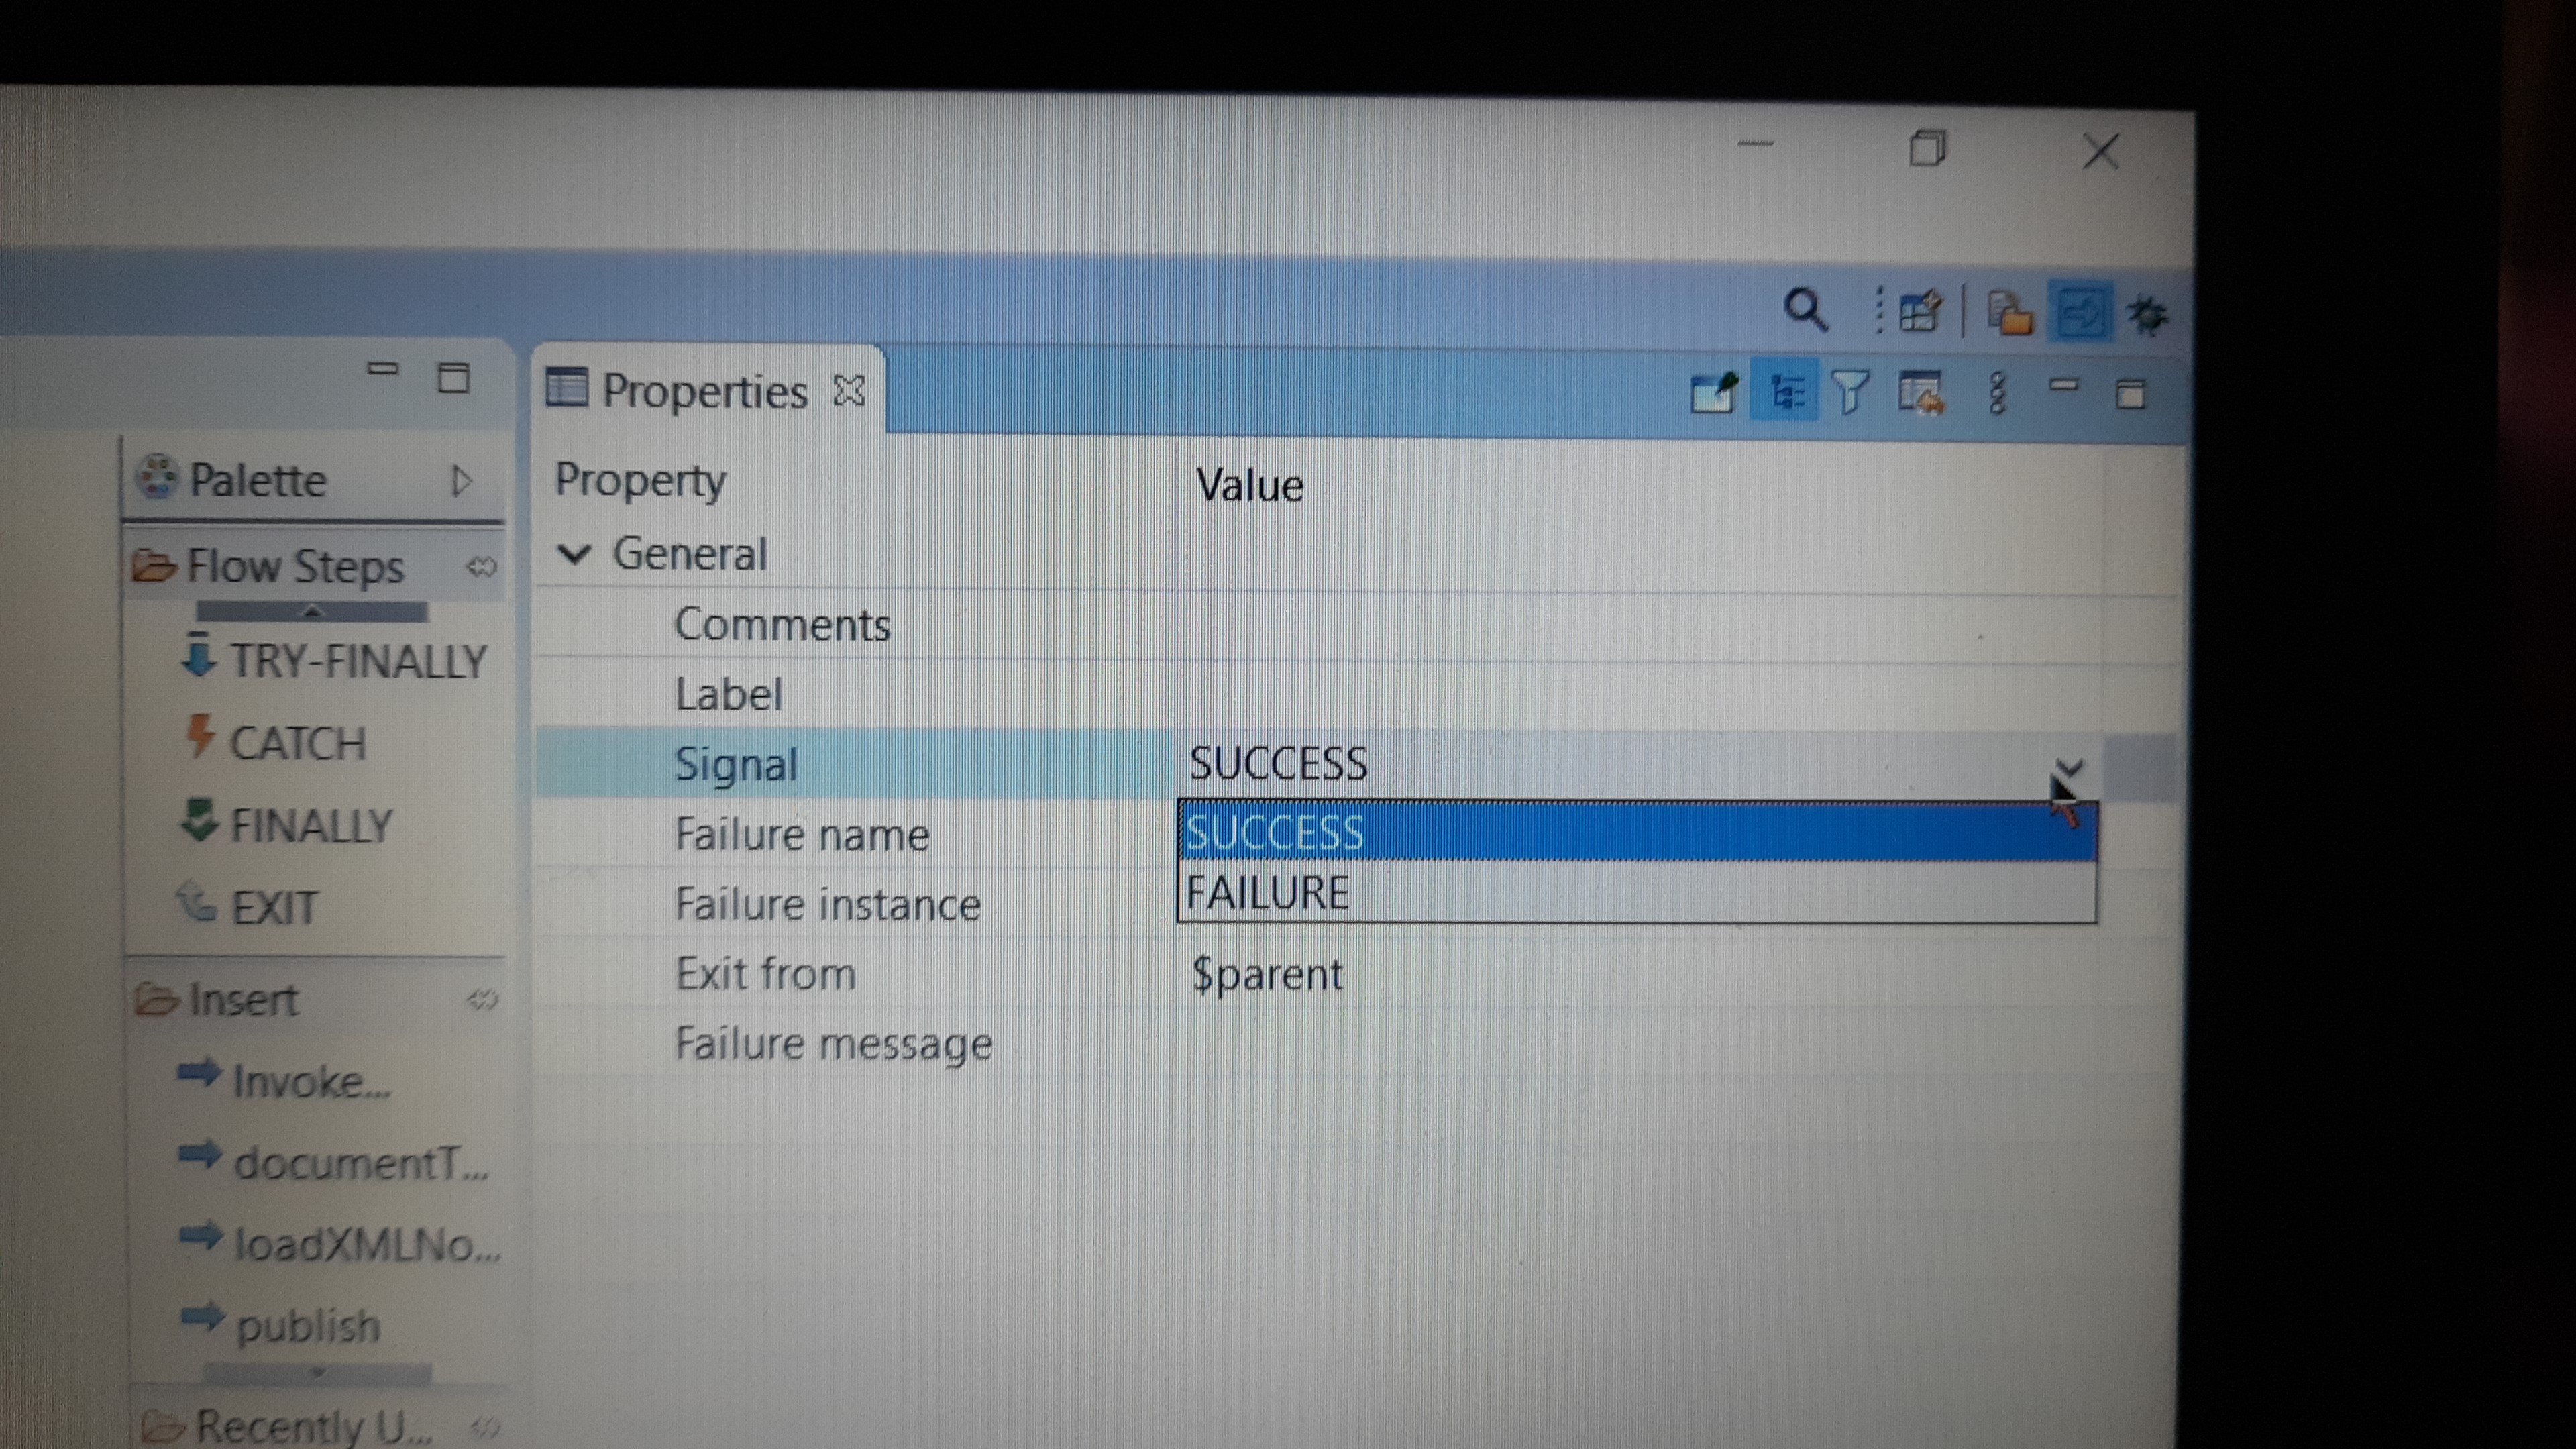 Properties
Palette
Flow Steps
TRY-FINALLY
CATCH
FINALLY
EXIT
Insert
Invoke...
documentT...
loadXMLNo...
publish
Recently U...
Property Value
General
Comments
Label
Signal SUCCESS
SUCCESS
FAILURE
Failure name
Failure instance
Exit from $parent
Failure message